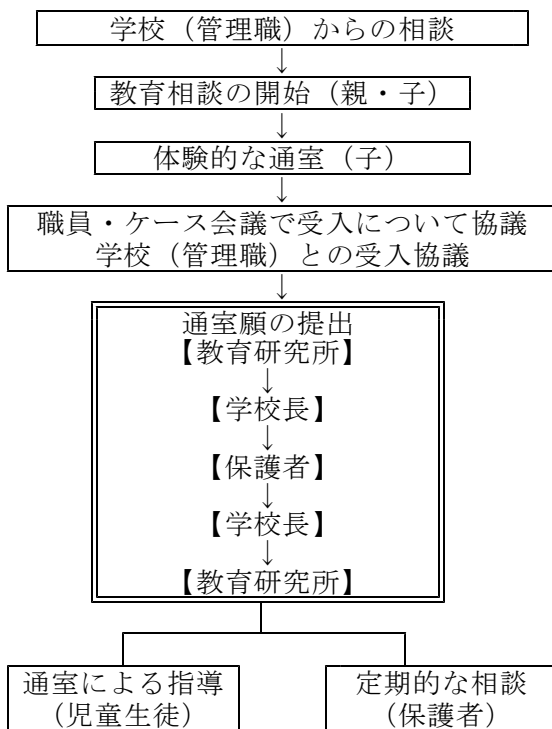 学校（管理職）からの相談
↓
教育相談の開始（親・子）
↓
体験的な通室（子）
↓
職員・ケース会議で受入について協議
学校（管理職）との受入協議
↓
通室願の提出
【教育研究所】
↓
【学校長】
↓
【保護者】
↓
【学校長】
↓
【教育研究所】
通室による指導
（児童生徒）
定期的な相談
（保護者）